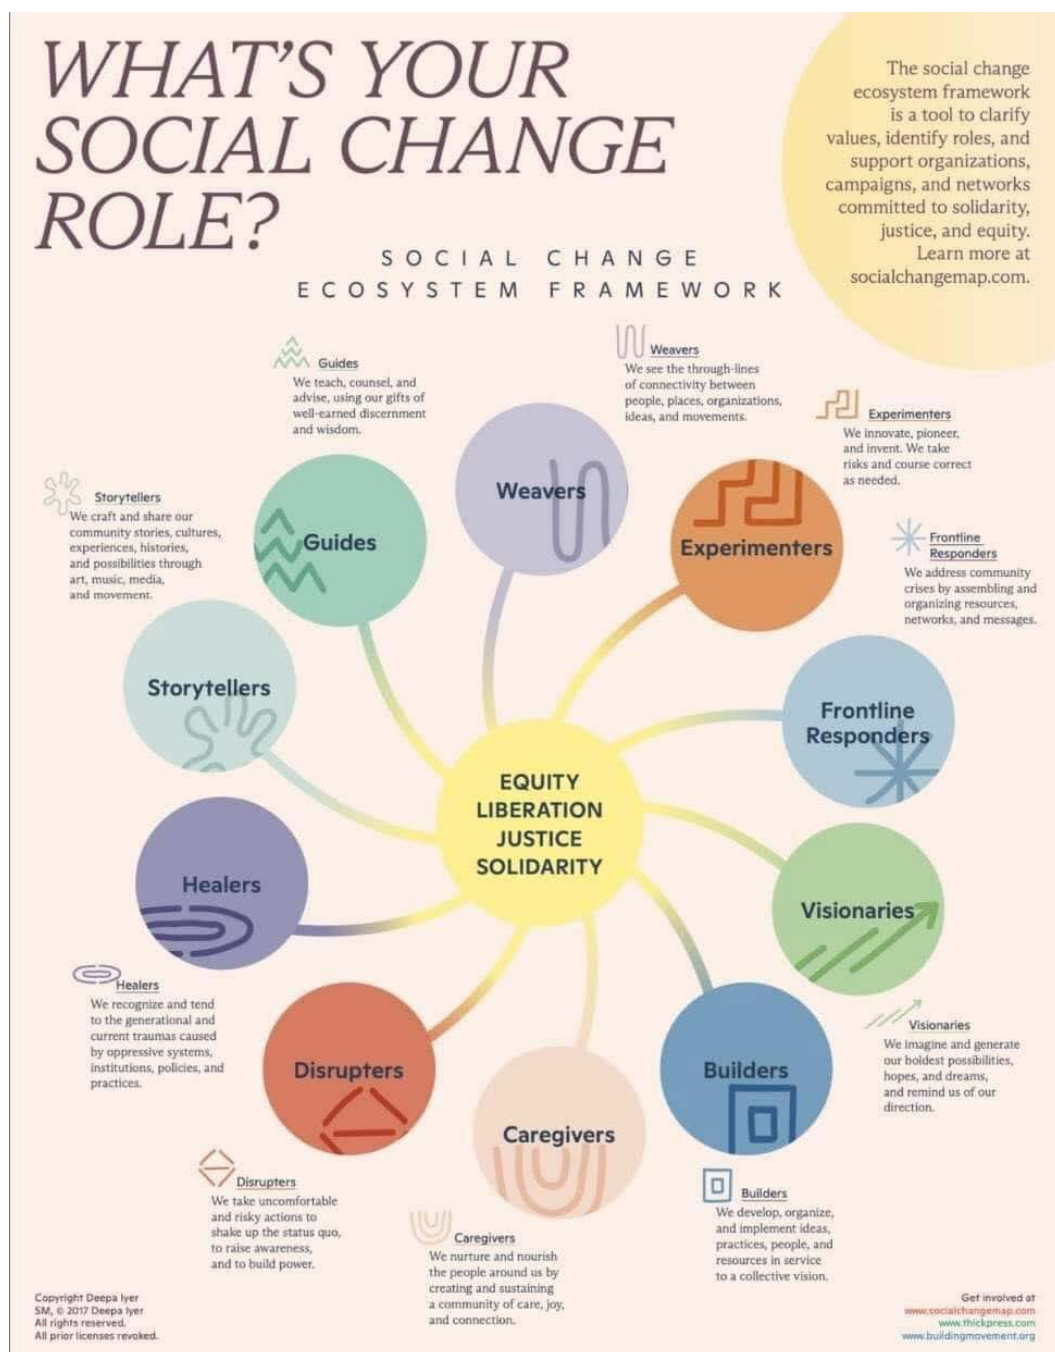 WHAT'S YOUR
SOCIAL CHANGE
ROLE?
The social change
ecosystem framework
is a tool to clarify
values, identify roles, and
support organizations,
campaigns, and networks
committed to solidarity,
justice, and equity.
Learn more at
socialchangemap.com.
SOCIAL CHANGE
ECOSYSTEM FRAMEWORK
Guides
We teach, counsel, and
advise, using our gifts of
well-earned discernment
and wisdom.
Weavers
We see the through-lines
of connectivity between
people, places, organizations,
ideas, and movements.
Experimenters
We innovate, pioneer,
and invent. We take
risks and course correct
as needed.
Storytellers
We craft and share our
community stories, cultures,
experiences, histories,
and possibilities through
art, music, media,
and movement.
Frontline
Responders
We address community
crises by assembling and
organizing resources,
networks, and messages.
Weavers
Guides
Experimenters
Storytellers
Frontline
Responders
EQUITY
LIBERATION
JUSTICE
SOLIDARITY
Healers
Visionaries
Disrupters
Builders
Caregivers
Healers
We recognize and tend
to the generational and
current traumas caused
by oppressive systems,
institutions, policies, and
practices.
Visionaries
We imagine and generate
our boldest possibilities,
hopes, and dreams,
and remind us of our
direction.
Disrupters
We take uncomfortable
and risky actions to
shake up the status quo,
to raise awareness,
and to build power.
Caregivers
We nurture and nourish
the people around us by
creating and sustaining
a community of care, joy,
and connection.
Builders
We develop, organize,
and implement ideas,
practices, people, and
resources in service
to a collective vision.
Copyright Deepa Iyer
SM, © 2017 Deepa Iyer
All rights reserved.
All prior licenses revoked.
Get involved at
www.socialchangemap.com
www.thickpress.com
www.buildingmovement.org